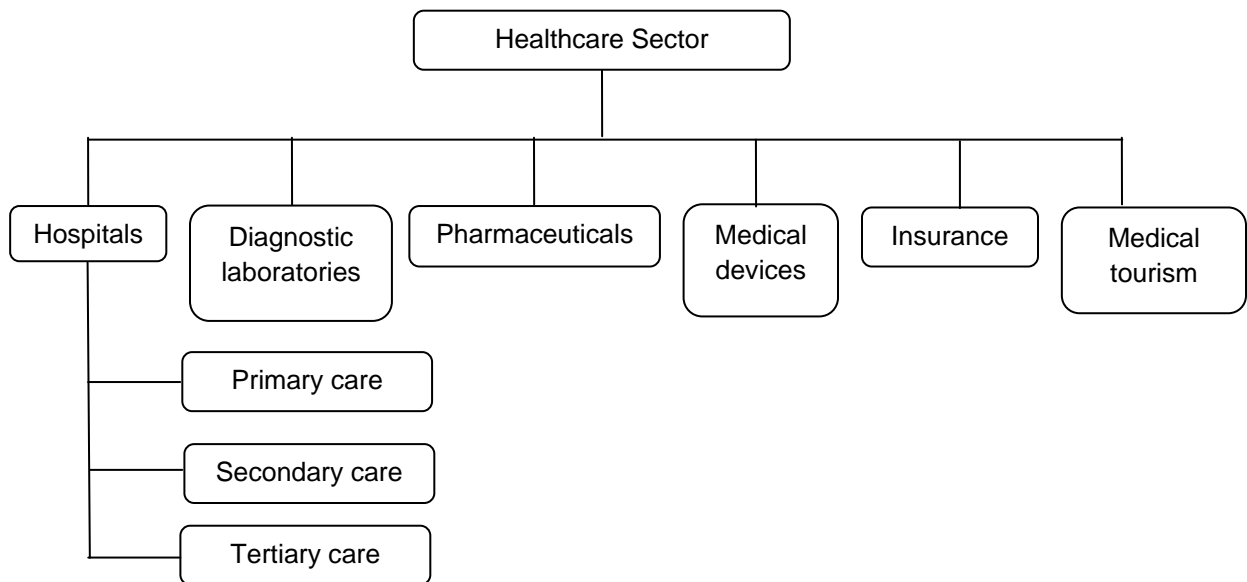 Healthcare Sector
Hospitals
Diagnostic
laboratories
Pharmaceuticals
Medical
devices
Insurance
Medical
tourism
Primary care
Secondary care
Tertiary care